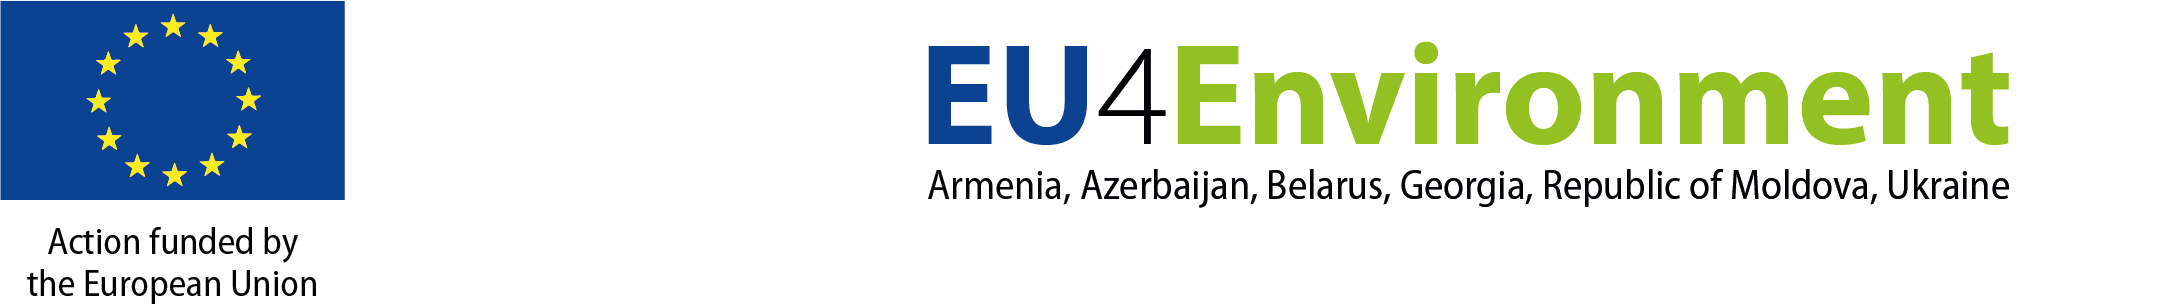 EU4Environment
Armenia, Azerbaijan, Belarus, Georgia, Republic of Moldova, Ukraine
Action funded by
the European Union